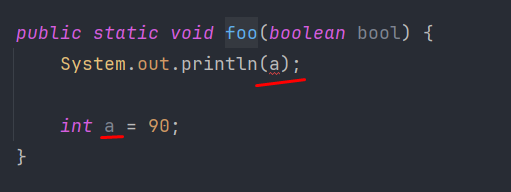 public static void foo(boolean bool) {
System.out.println(a);
int a = 90;
}